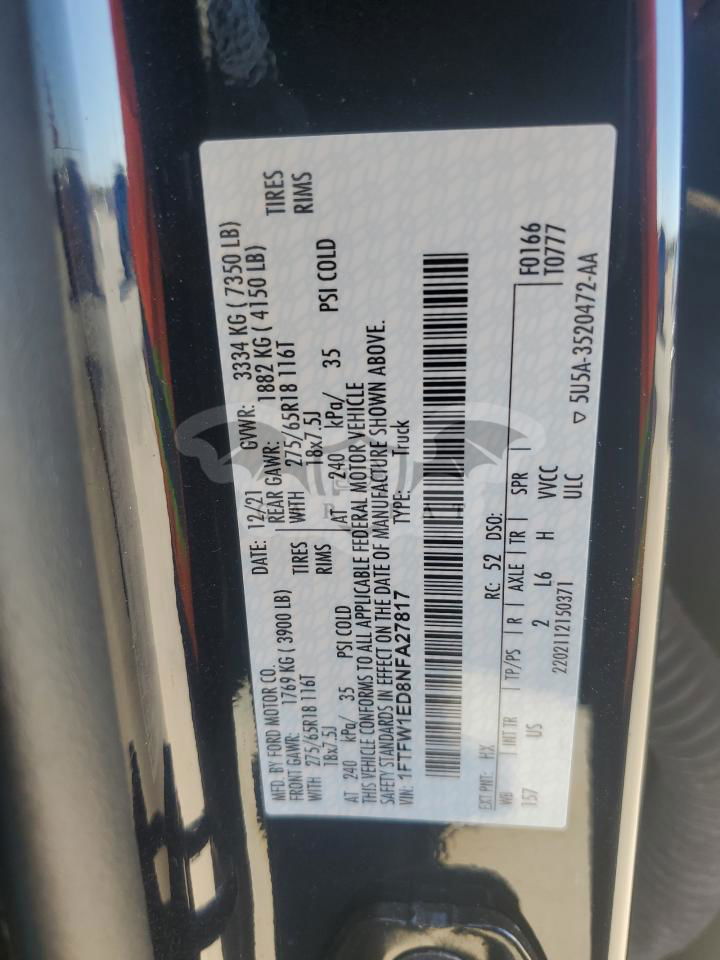 MFD. BY FORD MOTOR CO.
DATE: 12/21 GVWR: 3334 KG ( 7350 LB)
FRONT GAWR: 1769 KG ( 3900 LB) REAR GAWR: 1882 KG ( 4150 LB)
WITH 275/65R18 116T TIRES WITH 275/65R18 116T TIRES
18x7.5J RIMS 18x7.5J RIMS
AT 240 kPa/ 35 PSI COLD AT 240 kPa/ 35 PSI COLD
THIS VEHICLE CONFORMS TO ALL APPLICABLE FEDERAL MOTOR VEHICLE
SAFETY STANDARDS IN EFFECT ON THE DATE OF MANUFACTURE SHOWN ABOVE.
VIN: 1FTFW1ED8NFA27817 TYPE: Truck
EXT PNT: HX RC: 52 DSO:
WB INT TR TP/PS R AXLE TR SPR F0166
157 US 2 L6 H VVCC T0777
2202112150371 ULC
▽ 5U5A-3520472-AA